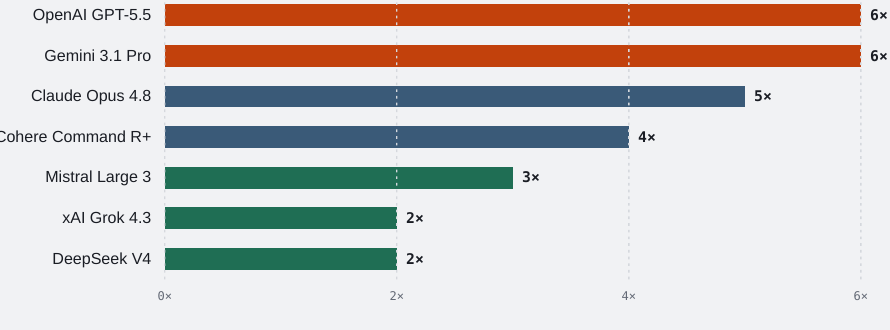 OpenAI GPT-5.5 6×
Gemini 3.1 Pro 6×
Claude Opus 4.8 5×
Cohere Command R+ 4×
Mistral Large 3 3×
xAI Grok 4.3 2×
DeepSeek V4 2×
0× 2× 4× 6×